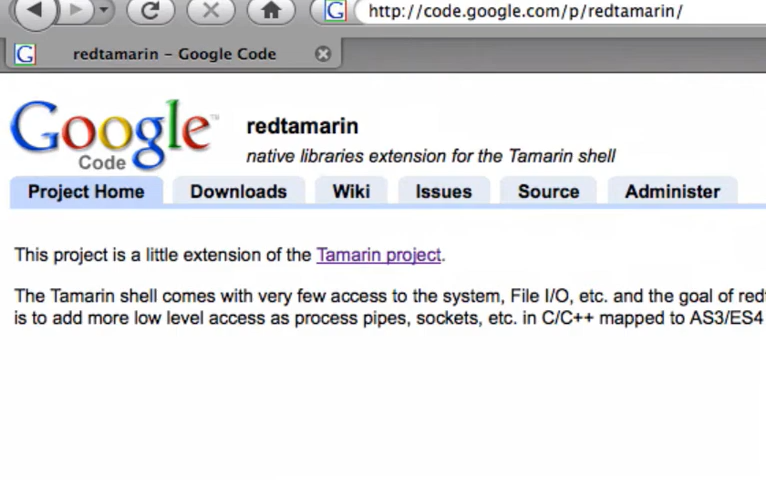 http://code.google.com/p/redtamarin/
redtamarin – Google Code
Google™
Code
redtamarin
native libraries extension for the Tamarin shell
Project Home Downloads Wiki Issues Source Administer
This project is a little extension of the Tamarin project.
The Tamarin shell comes with very few access to the system, File I/O, etc. and the goal of
is to add more low level access as process pipes, sockets, etc. in C/C++ mapped to AS3/ES4